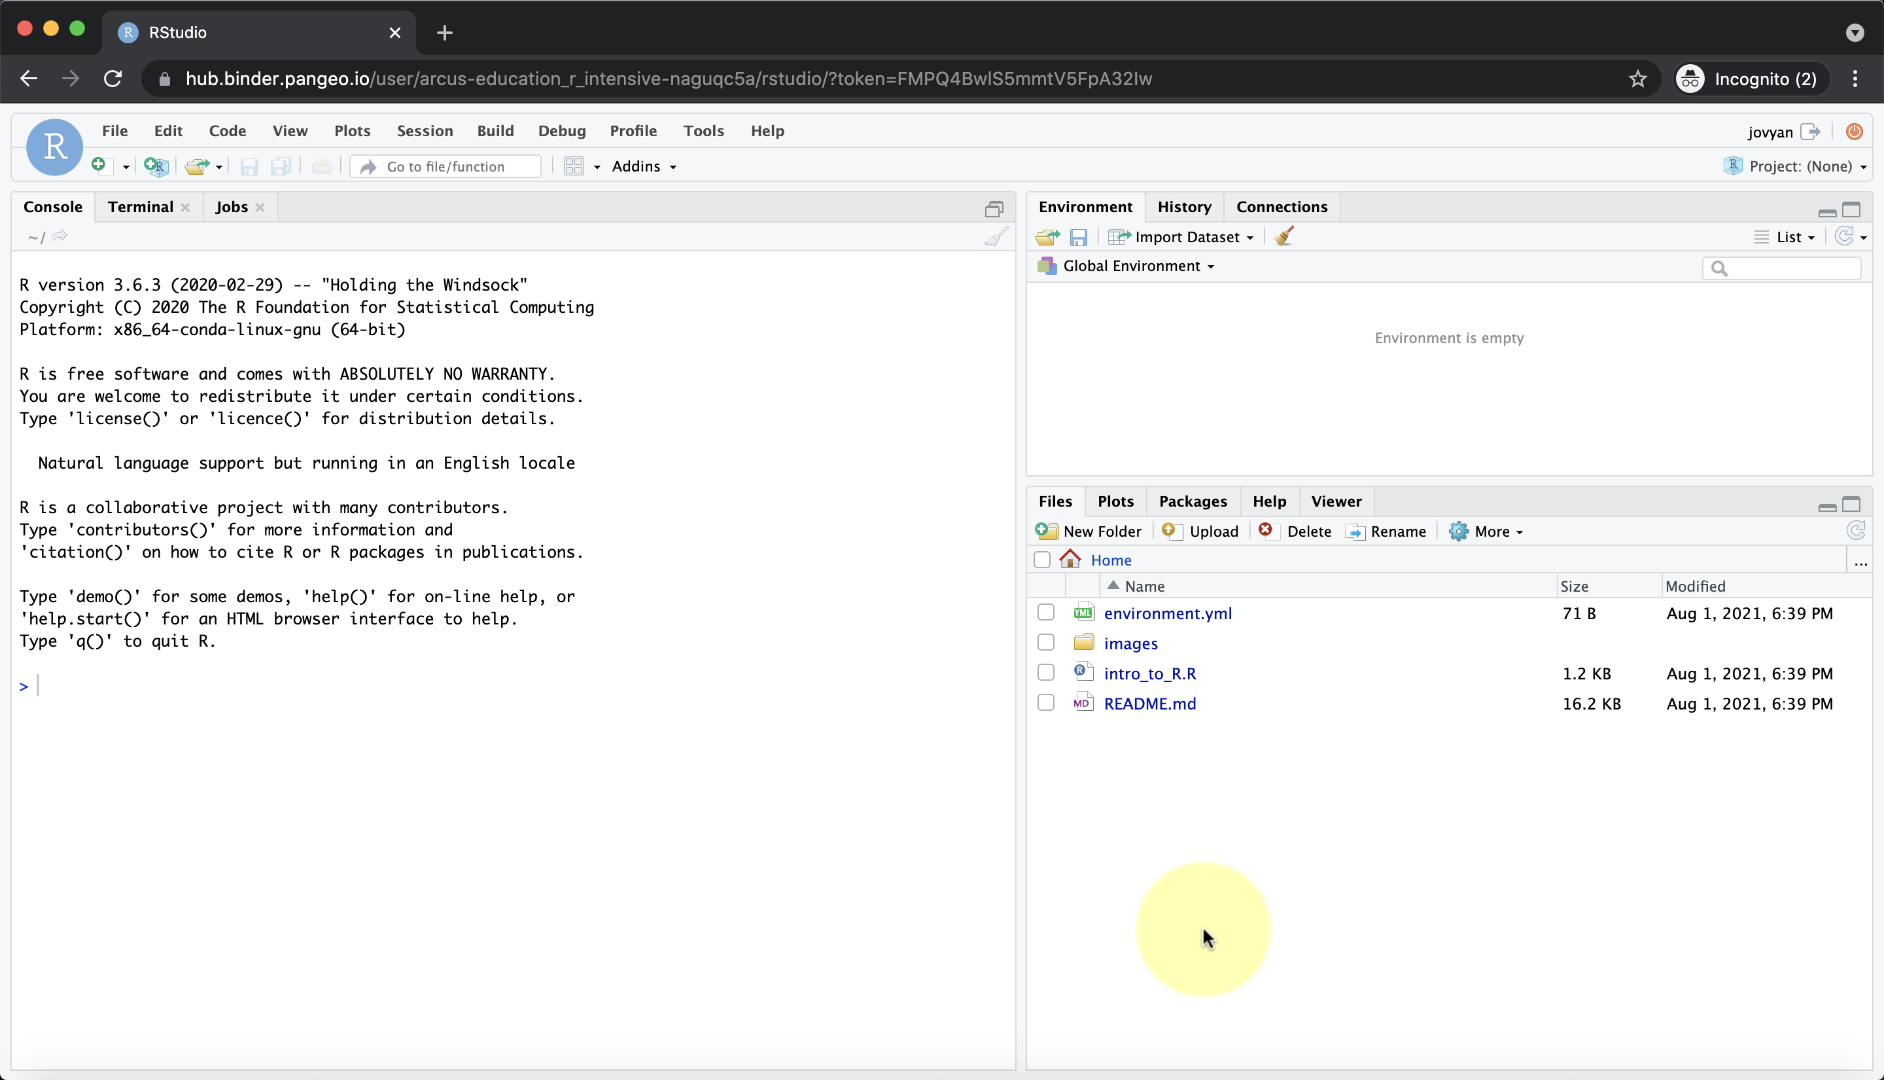 RStudio
hub.binder.pangeo.io/user/arcus-education_r_intensive-naguqc5a/rstudio/?token=FMPQ4BwlS5mmtV5FpA32Iw
Incognito (2)
R
File Edit Code View Plots Session Build Debug Profile Tools Help
jovyan
Go to file/function
Addins
Project: (None)
Console Terminal Jobs
~/
R version 3.6.3 (2020-02-29) -- "Holding the Windsock"
Copyright (C) 2020 The R Foundation for Statistical Computing
Platform: x86_64-conda-linux-gnu (64-bit)
R is free software and comes with ABSOLUTELY NO WARRANTY.
You are welcome to redistribute it under certain conditions.
Type 'license()' or 'licence()' for distribution details.
Natural language support but running in an English locale
R is a collaborative project with many contributors.
Type 'contributors()' for more information and
'citation()' on how to cite R or R packages in publications.
Type 'demo()' for some demos, 'help()' for on-line help, or
'help.start()' for an HTML browser interface to help.
Type 'q()' to quit R.
>
Environment History Connections
Import Dataset
List
Global Environment
Environment is empty
Files Plots Packages Help Viewer
New Folder Upload Delete Rename More
Home
...
Name Size Modified
YML environment.yml 71 B Aug 1, 2021, 6:39 PM
images
intro_to_R.R 1.2 KB Aug 1, 2021, 6:39 PM
MD README.md 16.2 KB Aug 1, 2021, 6:39 PM